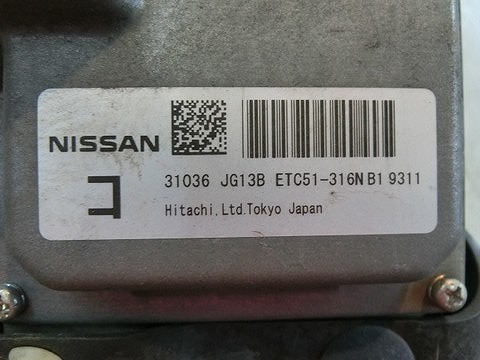 NISSAN
コ
31036 JG13B ETC51-316N B1 9311
Hitachi,Ltd.Tokyo Japan